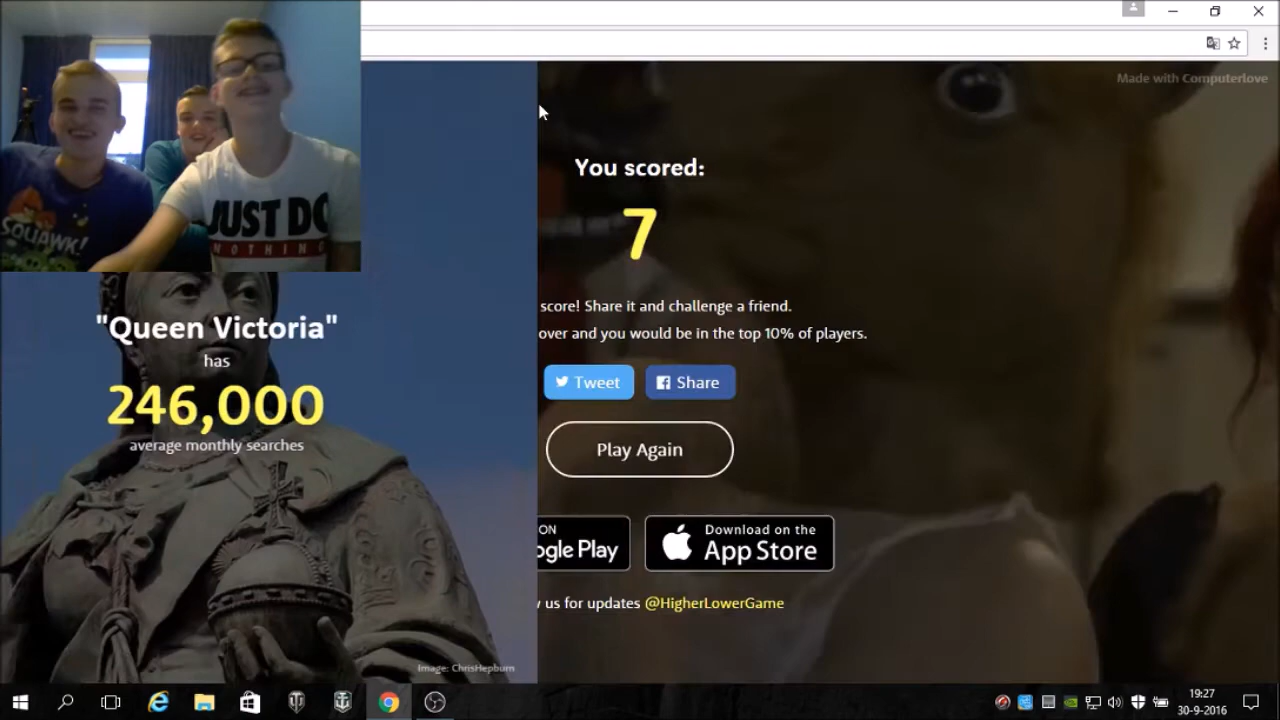 Made with Computerlove
You scored:
7
score! Share it and challenge a friend.
over and you would be in the top 10% of players.
Tweet
Share
Play Again
ON
ogle Play
Download on the
App Store
us for updates @HigherLowerGame
SQUAWK!
JUST DO
NOTHING
"Queen Victoria"
has
246,000
average monthly searches
Image: ChrisHepburn
19:27
30-9-2016